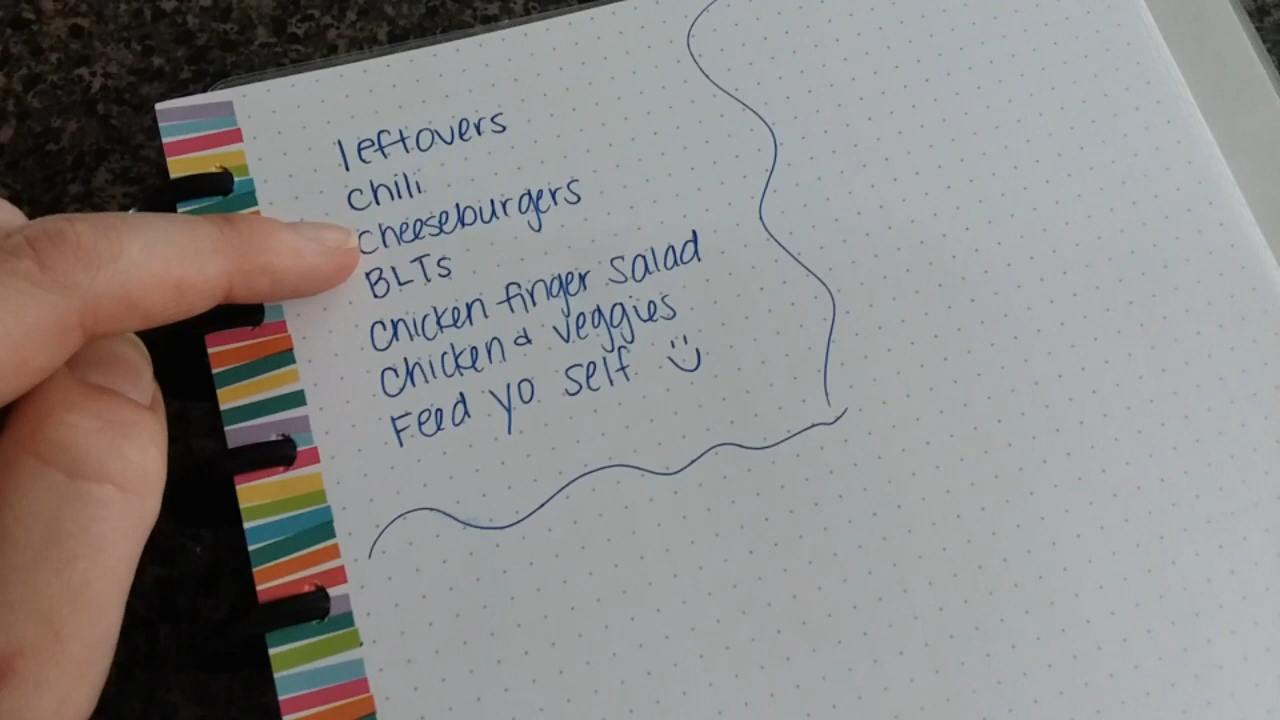 leftovers
chili
cheeseburgers
BLTs
chicken finger salad
chicken & veggies
Feed yo self